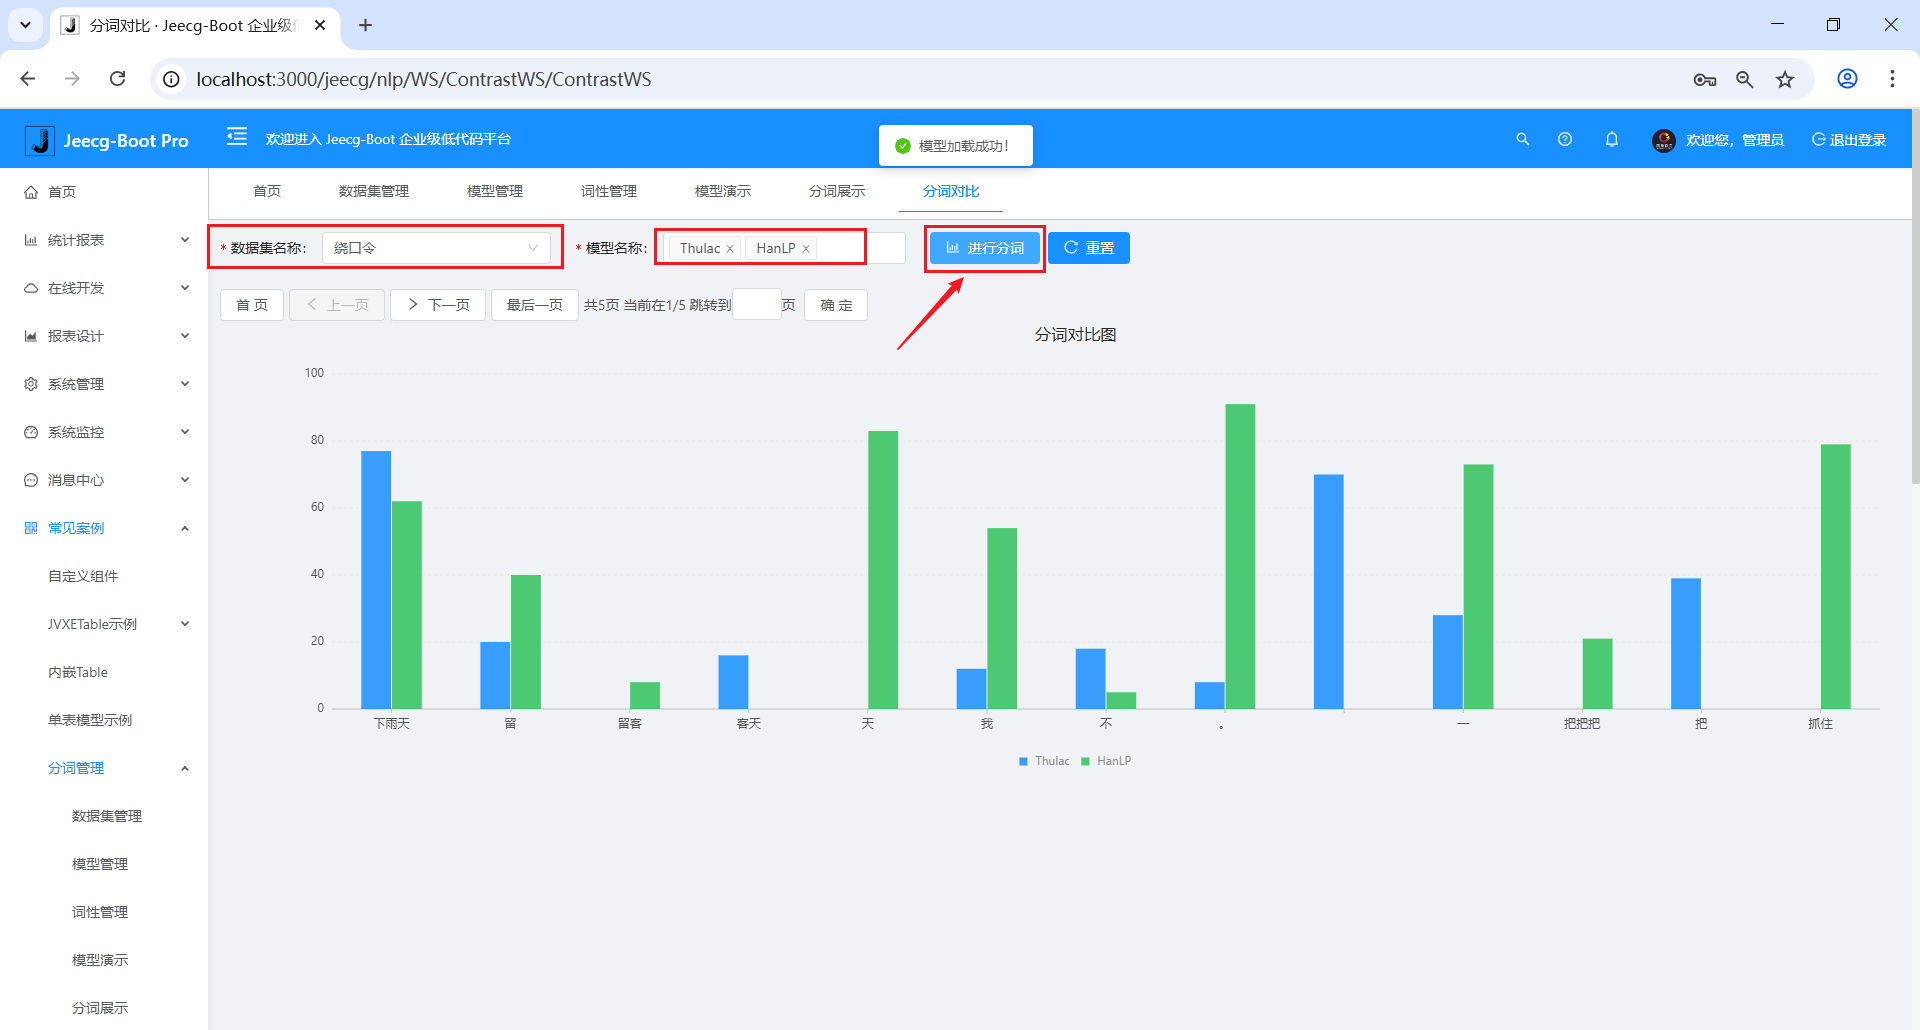 分词对比 · Jeecg-Boot 企业级
localhost:3000/jeecg/nlp/WS/ContrastWS/ContrastWS
Jeecg-Boot Pro
欢迎进入 Jeecg-Boot 企业级低代码平台
模型加载成功！
欢迎您，管理员
退出登录
首页
统计报表
在线开发
报表设计
系统管理
系统监控
消息中心
常见案例
自定义组件
JVXETable示例
内嵌Table
单表模型示例
分词管理
数据集管理
模型管理
词性管理
模型演示
分词展示
首页 数据集管理 模型管理 词性管理 模型演示 分词展示 分词对比
* 数据集名称： 绕口令 * 模型名称： Thulac × HanLP × 进行分词 重置
首 页 上一页 下一页 最后一页 共5页 当前在1/5 跳转到 页 确 定
分词对比图
100
80
60
40
20
0
下雨天 留 留客 客天 天 我 不 。 一 把把把 把 抓住
Thulac HanLP